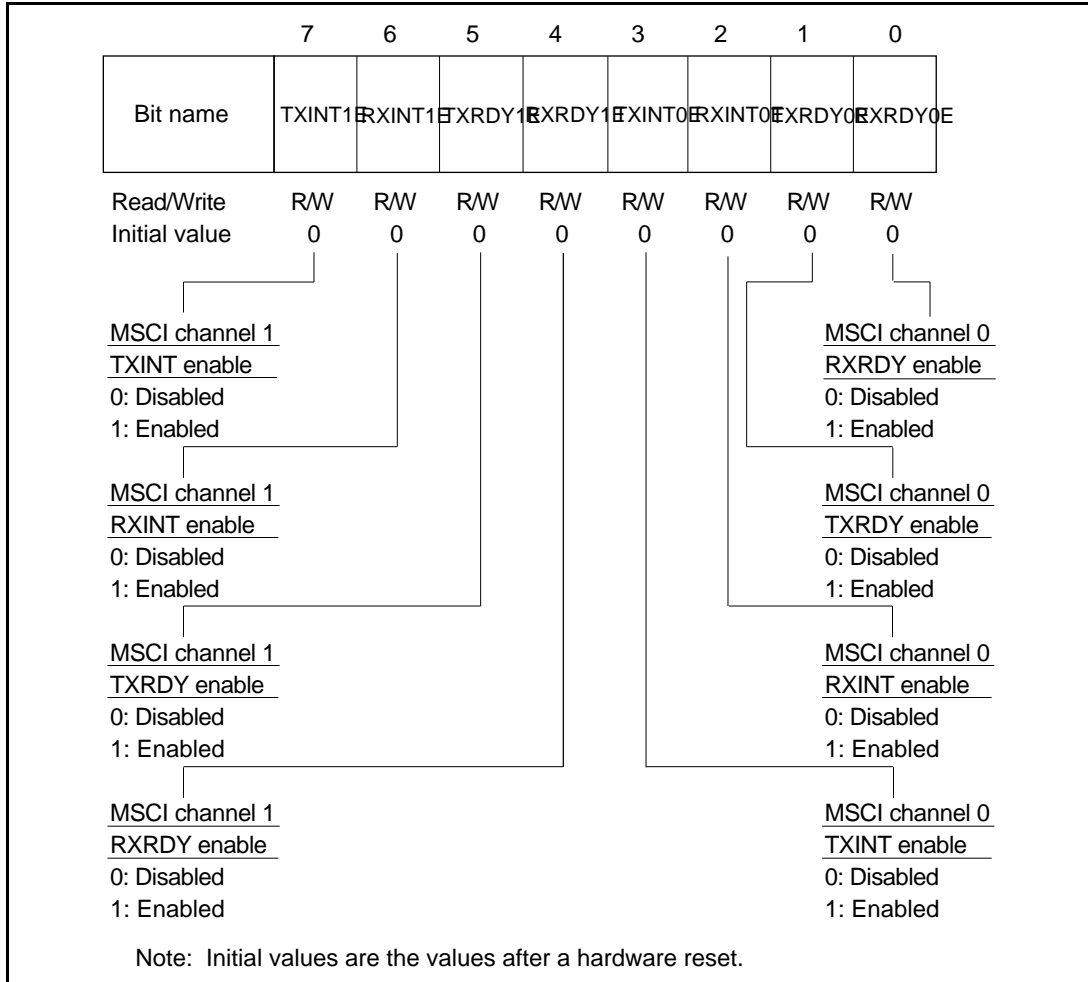 7 6 5 4 3 2 1 0
Bit name TXINT1E RXINT1E TXRDY1E RXRDY1E TXINT0E RXINT0E TXRDY0E RXRDY0E
Read/Write R/W R/W R/W R/W R/W R/W R/W R/W
Initial value 0 0 0 0 0 0 0 0
MSCI channel 1
TXINT enable
0: Disabled
1: Enabled
MSCI channel 1
RXINT enable
0: Disabled
1: Enabled
MSCI channel 1
TXRDY enable
0: Disabled
1: Enabled
MSCI channel 1
RXRDY enable
0: Disabled
1: Enabled
MSCI channel 0
RXRDY enable
0: Disabled
1: Enabled
MSCI channel 0
TXRDY enable
0: Disabled
1: Enabled
MSCI channel 0
RXINT enable
0: Disabled
1: Enabled
MSCI channel 0
TXINT enable
0: Disabled
1: Enabled
Note: Initial values are the values after a hardware reset.